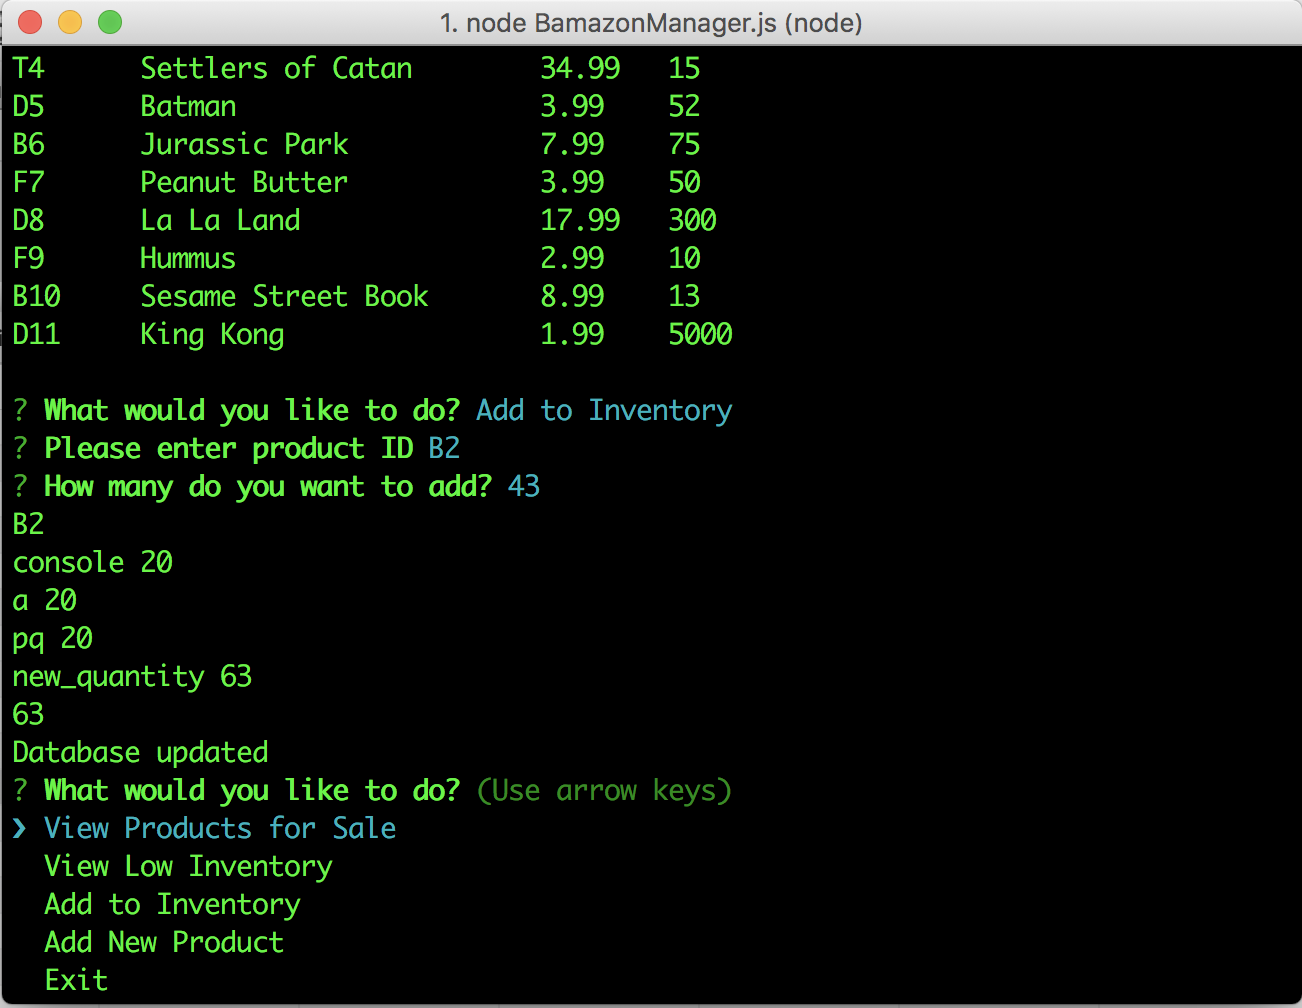 1. node BamazonManager.js (node)
T4 Settlers of Catan 34.99 15
D5 Batman 3.99 52
B6 Jurassic Park 7.99 75
F7 Peanut Butter 3.99 50
D8 La La Land 17.99 300
F9 Hummus 2.99 10
B10 Sesame Street Book 8.99 13
D11 King Kong 1.99 5000
? What would you like to do? Add to Inventory
? Please enter product ID B2
? How many do you want to add? 43
B2
console 20
a 20
pq 20
new_quantity 63
63
Database updated
? What would you like to do? (Use arrow keys)
❯ View Products for Sale
View Low Inventory
Add to Inventory
Add New Product
Exit